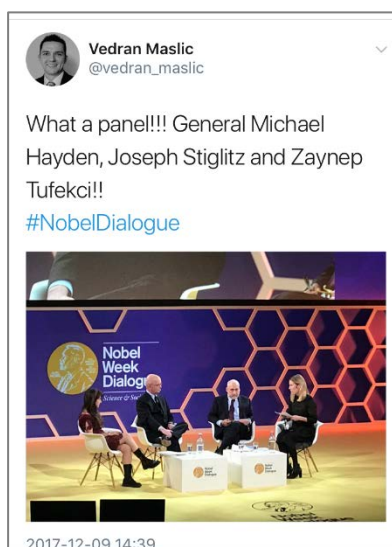 Vedran Maslic
@vedran_maslic
What a panel!!! General Michael
Hayden, Joseph Stiglitz and Zaynep
Tufekci!!
#NobelDialogue
Nobel
Week
Dialogu
2017-12-09 14:39